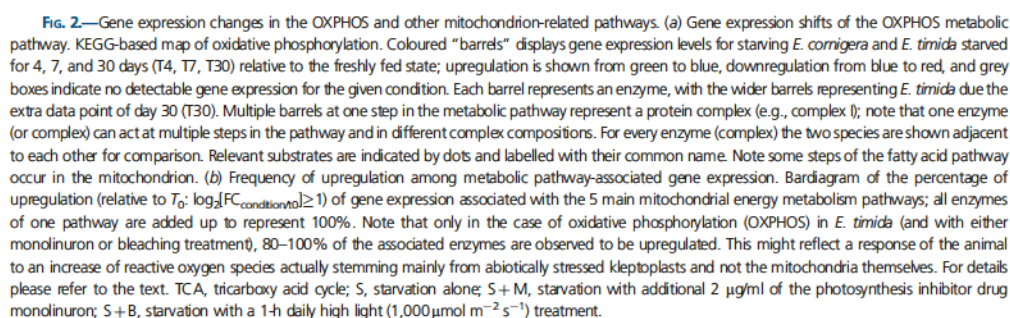 FIG. 2.—Gene expression changes in the OXPHOS and other mitochondrion-related pathways. (a) Gene expression shifts of the OXPHOS metabolic
pathway. KEGG-based map of oxidative phosphorylation. Coloured "barrels" displays gene expression levels for starving E. cornigera and E. timida starved
for 4, 7, and 30 days (T4, T7, T30) relative to the freshly fed state; upregulation is shown from green to blue, downregulation from blue to red, and grey
boxes indicate no detectable gene expression for the given condition. Each barrel represents an enzyme, with the wider barrels representing E. timida due the
extra data point of day 30 (T30). Multiple barrels at one step in the metabolic pathway represent a protein complex (e.g., complex I); note that one enzyme
(or complex) can act at multiple steps in the pathway and in different complex compositions. For every enzyme (complex) the two species are shown adjacent
to each other for comparison. Relevant substrates are indicated by dots and labelled with their common name. Note some steps of the fatty acid pathway
occur in the mitochondrion. (b) Frequency of upregulation among metabolic pathway-associated gene expression. Bardiagram of the percentage of
upregulation (relative to T₀: log₂[FCcondition/t0]≥1) of gene expression associated with the 5 main mitochondrial energy metabolism pathways; all enzymes
of one pathway are added up to represent 100%. Note that only in the case of oxidative phosphorylation (OXPHOS) in E. timida (and with either
monolinuron or bleaching treatment), 80–100% of the associated enzymes are observed to be upregulated. This might reflect a response of the animal
to an increase of reactive oxygen species actually stemming mainly from abiotically stressed kleptoplasts and not the mitochondria themselves. For details
please refer to the text. TCA, tricarboxy acid cycle; S, starvation alone; S+M, starvation with additional 2 μg/ml of the photosynthesis inhibitor drug
monolinuron; S+B, starvation with a 1-h daily high light (1,000 μmol m⁻² s⁻¹) treatment.